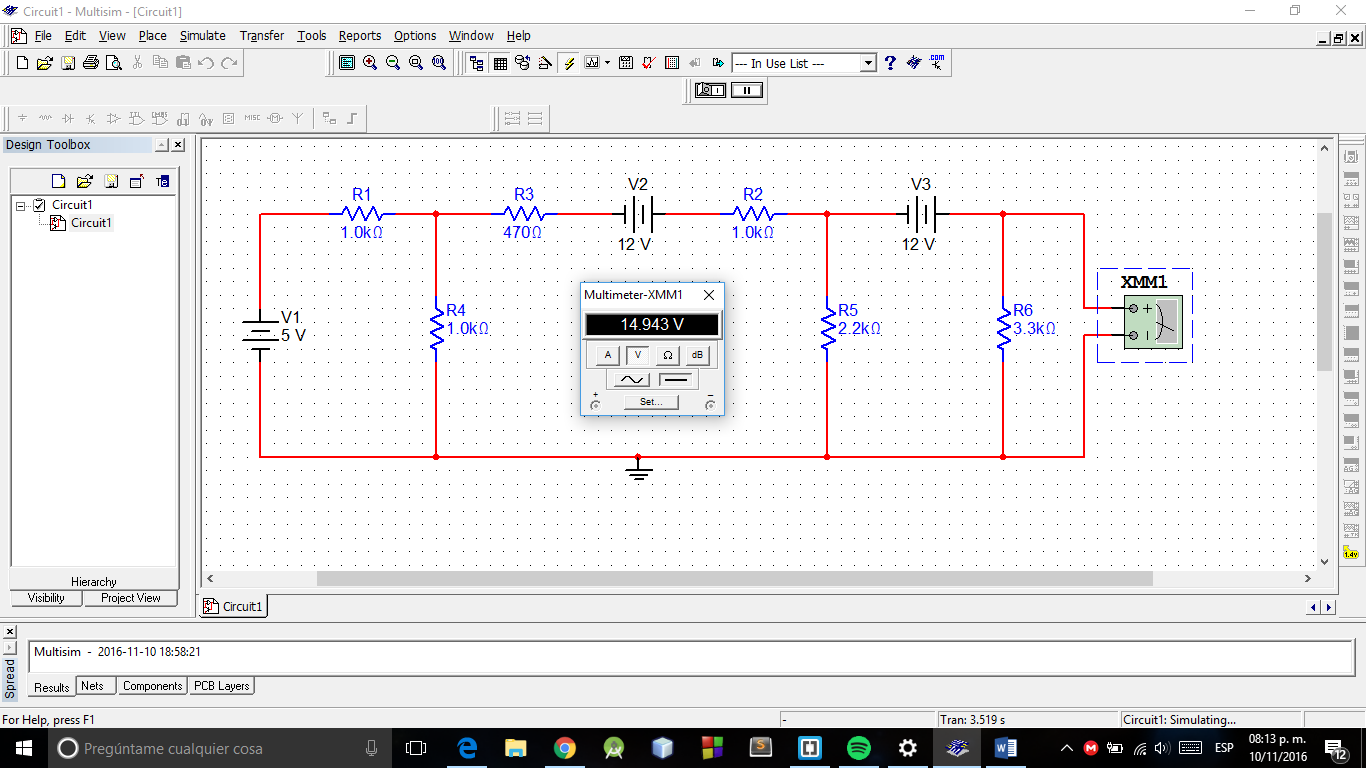 Circuit1 - Multisim - [Circuit1]
File Edit View Place Simulate Transfer Tools Reports Options Window Help
--- In Use List ---
?
.com
MISC
Design Toolbox
Circuit1
Circuit1
Hierarchy
Visibility Project View
R1
1.0kΩ
R3
470Ω
V2
12 V
R2
1.0kΩ
V3
12 V
V1
5 V
R4
1.0kΩ
R5
2.2kΩ
R6
3.3kΩ
XMM1
+
Multimeter-XMM1
14.943 V
A V Ω dB
+ Set... −
1.4v
Circuit1
Spread
Multisim - 2016-11-10 18:58:21
Results Nets Components PCB Layers
For Help, press F1
-
Tran: 3.519 s
Circuit1: Simulating...
Pregúntame cualquier cosa
ESP
08:13 p. m.
10/11/2016
12